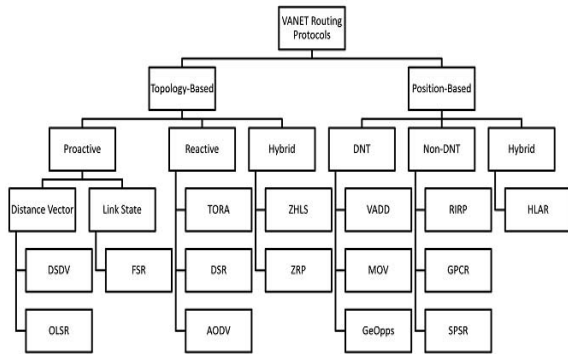 VANET Routing
Protocols
Topology-Based
Position-Based
Proactive
Reactive
Hybrid
DNT
Non-DNT
Hybrid
Distance Vector
Link State
TORA
ZHLS
VADD
RIRP
HLAR
DSDV
FSR
DSR
ZRP
MOV
GPCR
OLSR
AODV
GeOpps
SPSR